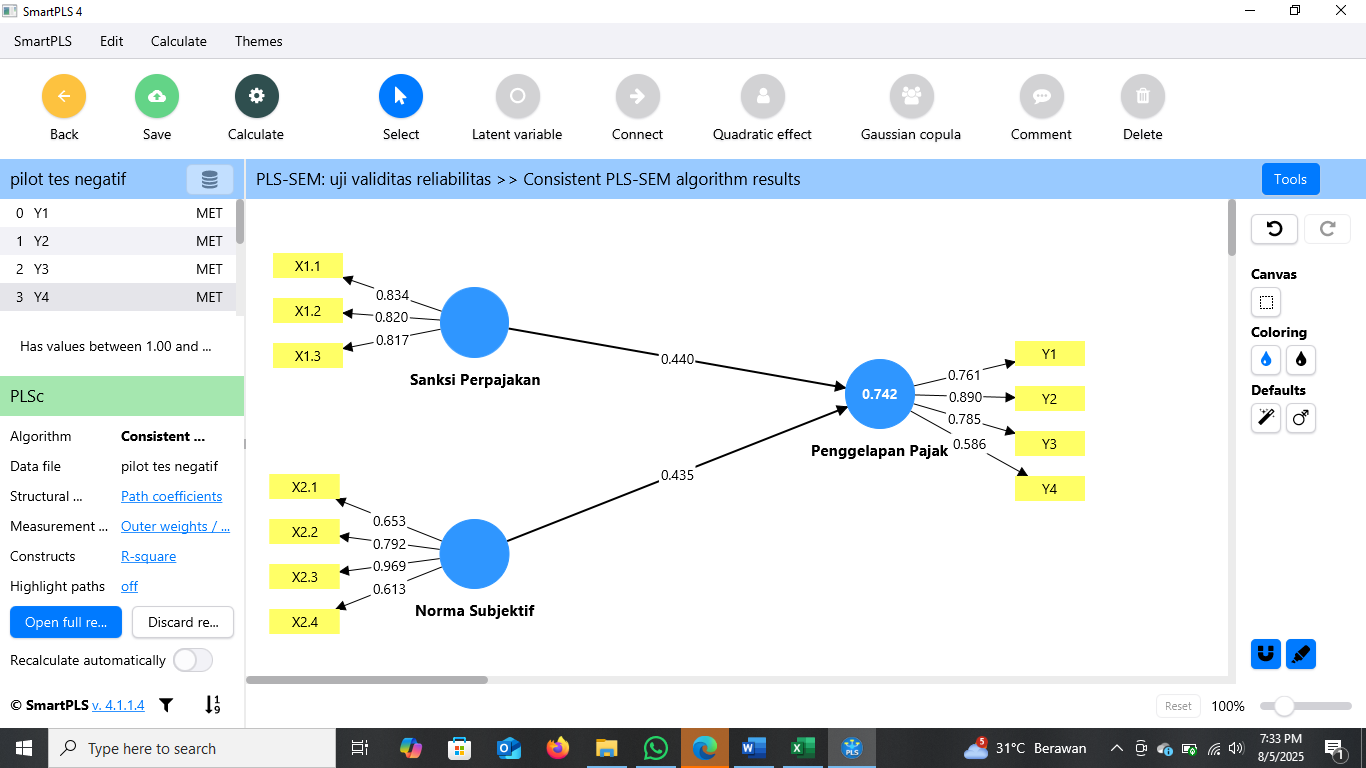 SmartPLS 4
SmartPLS Edit Calculate Themes
Back Save Calculate Select Latent variable Connect Quadratic effect Gaussian copula Comment Delete
pilot tes negatif
PLS-SEM: uji validitas reliabilitas >> Consistent PLS-SEM algorithm results
Tools
0 Y1 MET
1 Y2 MET
2 Y3 MET
3 Y4 MET
Has values between 1.00 and ...
PLSc
Algorithm Consistent ...
Data file pilot tes negatif
Structural ... Path coefficients
Measurement ... Outer weights / ...
Constructs R-square
Highlight paths off
Open full re... Discard re...
Recalculate automatically
© SmartPLS v. 4.1.1.4
1
9
X1.1
X1.2
X1.3
0.834
0.820
0.817
Sanksi Perpajakan
0.440
X2.1
X2.2
X2.3
X2.4
0.653
0.792
0.969
0.613
Norma Subjektif
0.435
0.742
Penggelapan Pajak
0.761
0.890
0.785
0.586
Y1
Y2
Y3
Y4
Canvas
Coloring
Defaults
Reset 100%
Type here to search
PLS
5
31°C Berawan
7:33 PM
8/5/2025
1